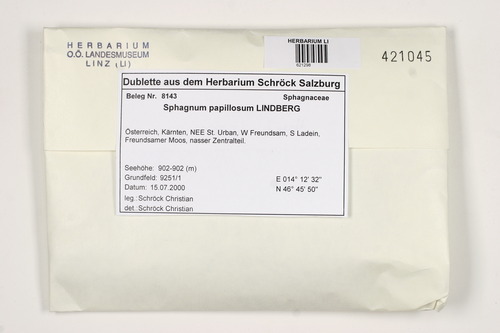 HERBARIUM
O.Ö. LANDESMUSEUM
LINZ (LI)
HERBARIUM LI
421045
Dublette aus dem Herbarium Schröck Salzburg
Beleg Nr. 8143 Sphagnaceae
Sphagnum papillosum LINDBERG
Österreich, Kärnten, NEE St. Urban, W Freundsam, S Ladein,
Freundsamer Moos, nasser Zentralteil.
Seehöhe: 902-902 (m)
Grundfeld: 9251/1 E 014° 12' 32"
Datum: 15.07.2000 N 46° 45' 50"
leg.: Schröck Christian
det.: Schröck Christian